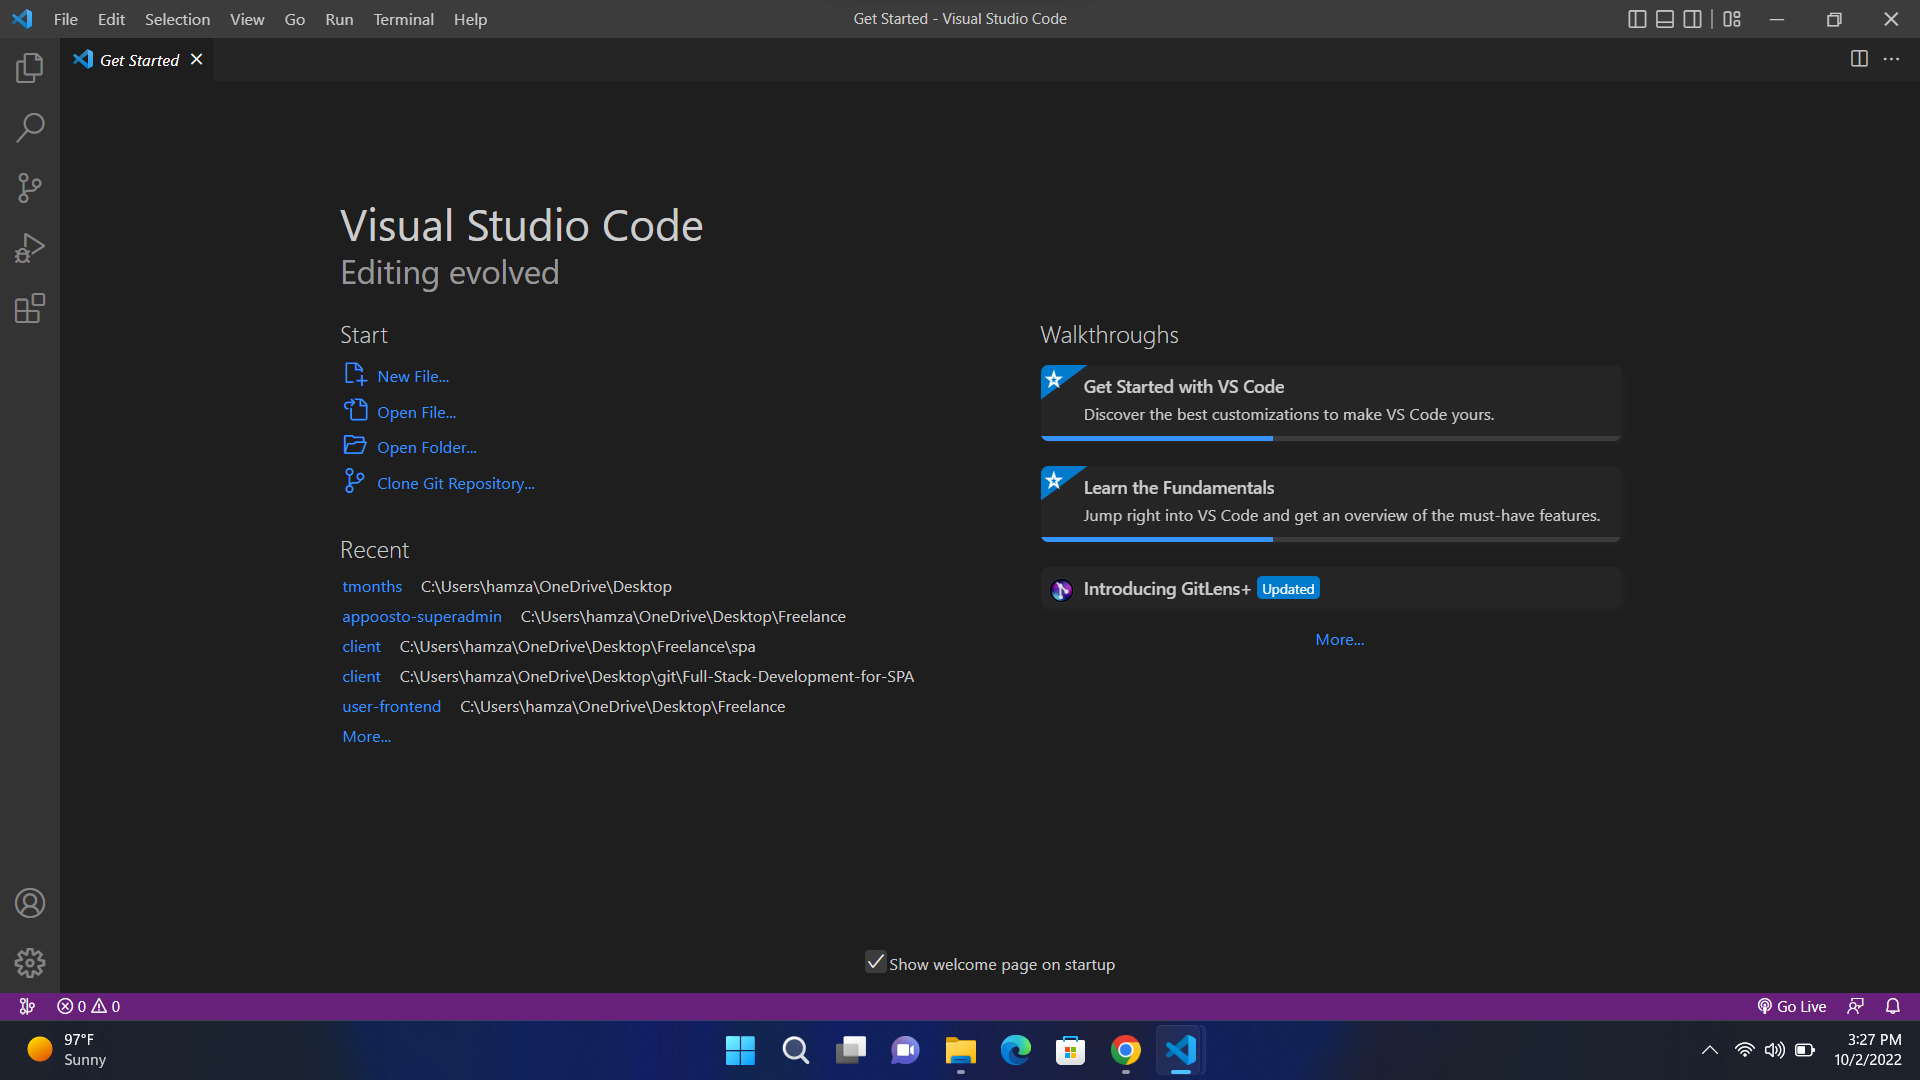 File Edit Selection View Go Run Terminal Help
Get Started - Visual Studio Code
Get Started
Visual Studio Code
Editing evolved
Start
New File...
Open File...
Open Folder...
Clone Git Repository...
Recent
tmonths C:\Users\hamza\OneDrive\Desktop
appoosto-superadmin C:\Users\hamza\OneDrive\Desktop\Freelance
client C:\Users\hamza\OneDrive\Desktop\Freelance\spa
client C:\Users\hamza\OneDrive\Desktop\git\Full-Stack-Development-for-SPA
user-frontend C:\Users\hamza\OneDrive\Desktop\Freelance
More...
Walkthroughs
Get Started with VS Code
Discover the best customizations to make VS Code yours.
Learn the Fundamentals
Jump right into VS Code and get an overview of the must-have features.
Introducing GitLens+ Updated
More...
Show welcome page on startup
0 0
Go Live
97°F
Sunny
3:27 PM
10/2/2022